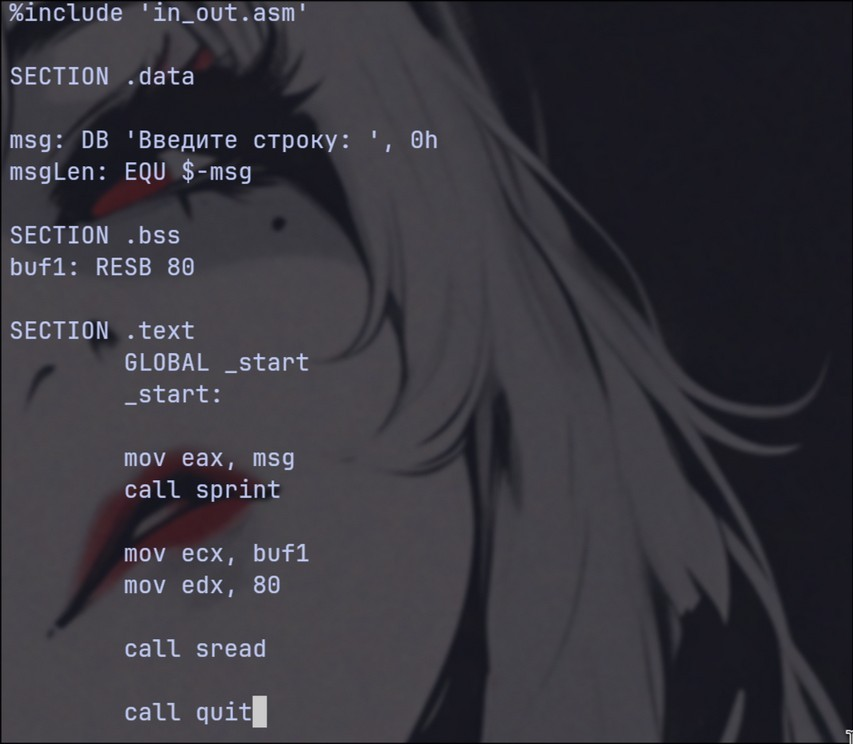 %include 'in_out.asm'
SECTION .data
msg: DB 'Введите строку: ', 0h
msgLen: EQU $-msg
SECTION .bss
buf1: RESB 80
SECTION .text
GLOBAL _start
_start:
mov eax, msg
call sprint
mov ecx, buf1
mov edx, 80
call sread
call quit